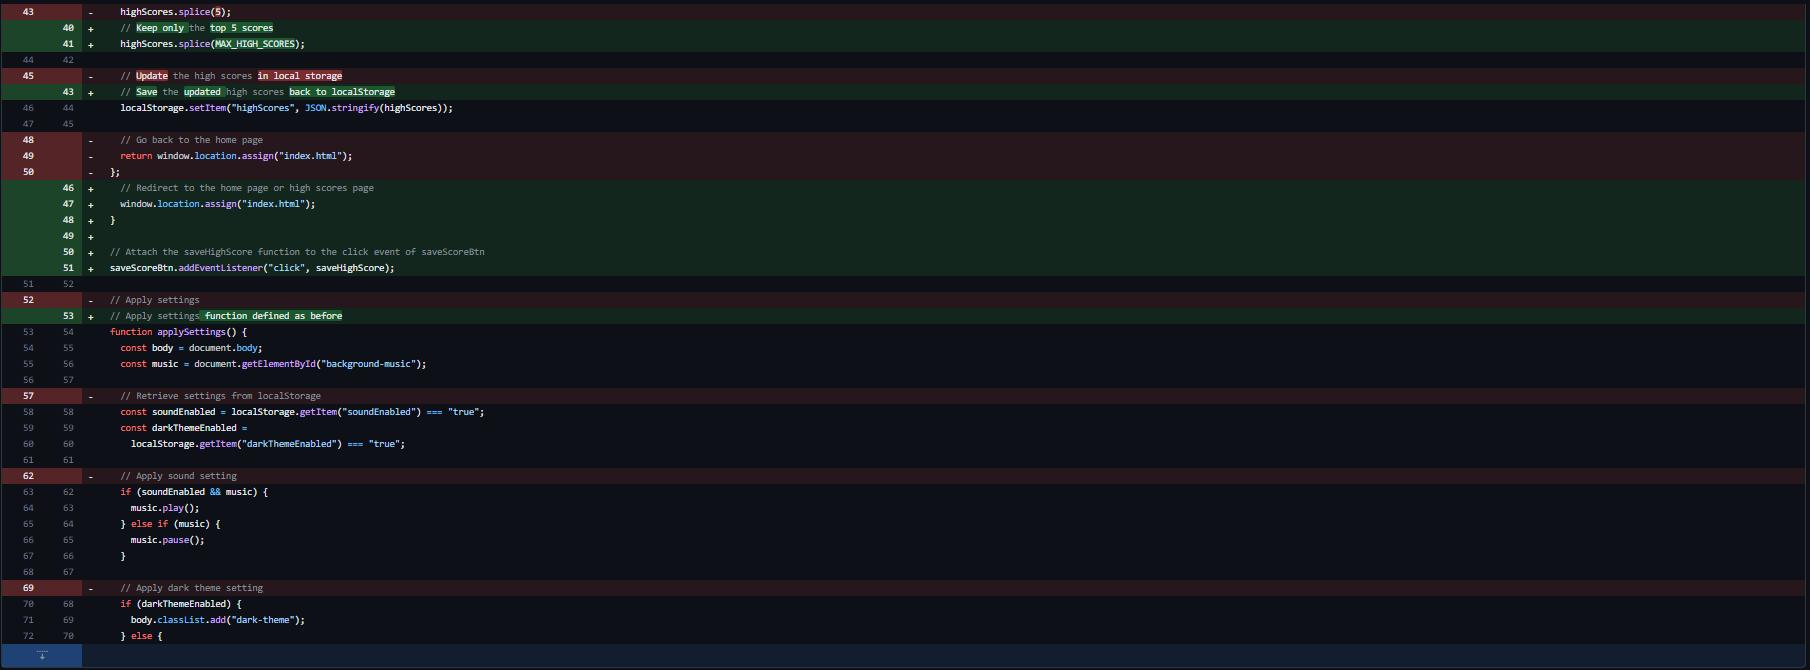 43 - highScores.splice(5);
40 + // Keep only the top 5 scores
41 + highScores.splice(MAX_HIGH_SCORES);
44 42
45 - // Update the high scores in local storage
43 + // Save the updated high scores back to localStorage
46 44 localStorage.setItem("highScores", JSON.stringify(highScores));
47 45
48 - // Go back to the home page
49 - return window.location.assign("index.html");
50 - };
46 + // Redirect to the home page or high scores page
47 + window.location.assign("index.html");
48 + }
49 +
50 + // Attach the saveHighScore function to the click event of saveScoreBtn
51 + saveScoreBtn.addEventListener("click", saveHighScore);
51 52
52 - // Apply settings
53 + // Apply settings function defined as before
53 54 function applySettings() {
54 55 const body = document.body;
55 56 const music = document.getElementById("background-music");
56 57
57 - // Retrieve settings from localStorage
58 58 const soundEnabled = localStorage.getItem("soundEnabled") === "true";
59 59 const darkThemeEnabled =
60 60 localStorage.getItem("darkThemeEnabled") === "true";
61 61
62 - // Apply sound setting
63 62 if (soundEnabled && music) {
64 63 music.play();
65 64 } else if (music) {
66 65 music.pause();
67 66 }
68 67
69 - // Apply dark theme setting
70 68 if (darkThemeEnabled) {
71 69 body.classList.add("dark-theme");
72 70 } else {